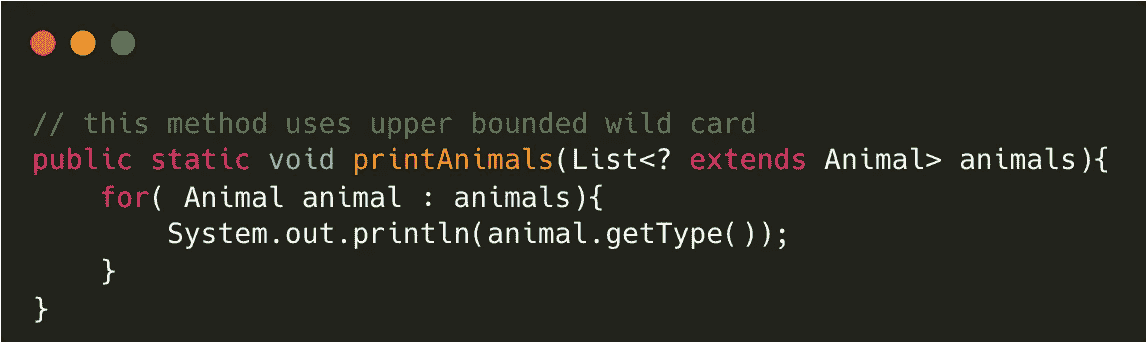 // this method uses upper bounded wild card
public static void printAnimals(List<? extends Animal> animals){
    for( Animal animal : animals){
        System.out.println(animal.getType());
    }
}